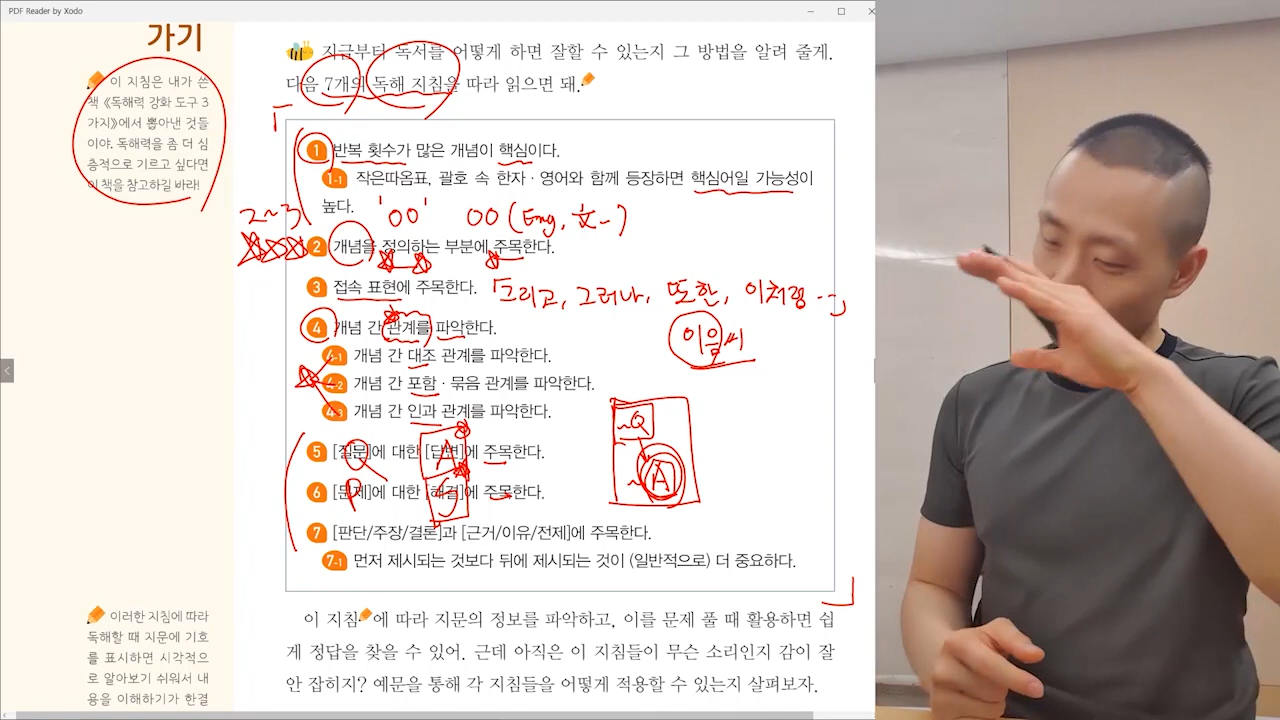 PDF Reader by Xodo
가기
이 지침은 내가 쓴
책 《독해력 강화 도구 3
가지》에서 뽑아낸 것들
이야. 독해력을 좀 더 심
층적으로 기르고 싶다면
이 책을 참고하길 바라!
지금부터 독서를 어떻게 하면 잘할 수 있는지 그 방법을 알려 줄게.
다음 7개의 독해 지침을 따라 읽으면 돼.
1 반복 횟수가 많은 개념이 핵심이다.
1-1 작은따옴표, 괄호 속 한자·영어와 함께 등장하면 핵심어일 가능성이
높다.
'OO' OO (Eng,
2~3
2 개념을 정의하는 부분에 주목한다.
3 접속 표현에 주목한다.
그리고, 그러나, 또한, 이처럼 …
이음씨
4 개념 간 관계를 파악한다.
4-1 개념 간 대조 관계를 파악한다.
4-2 개념 간 포함·묶음 관계를 파악한다.
4-3 개념 간 인과 관계를 파악한다.
~Q
~A
5 [질문]에 대한 [답변]에 주목한다.
Q A
6 [문제]에 대한 [해결]에 주목한다.
P S
7 [판단/주장/결론]과 [근거/이유/전제]에 주목한다.
7-1 먼저 제시되는 것보다 뒤에 제시되는 것이 (일반적으로) 더 중요하다.
이 지침에 따라 지문의 정보를 파악하고, 이를 문제 풀 때 활용하면 쉽
게 정답을 찾을 수 있어. 근데 아직은 이 지침들이 무슨 소리인지 감이 잘
안 잡히지? 예문을 통해 각 지침들을 어떻게 적용할 수 있는지 살펴보자.
이러한 지침에 따라
독해할 때 지문에 기호
를 표시하면 시각적으
로 알아보기 쉬워서 내
용을 이해하기가 한결